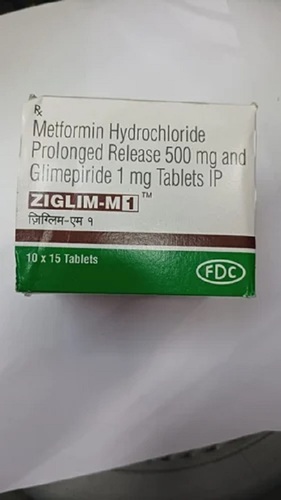 Rx
Metformin Hydrochloride
Prolonged Release 500 mg and
Glimepiride 1 mg Tablets IP
ZIGLIM-M1™
ज़िग्लिम-एम १
10 x 15 Tablets
FDC